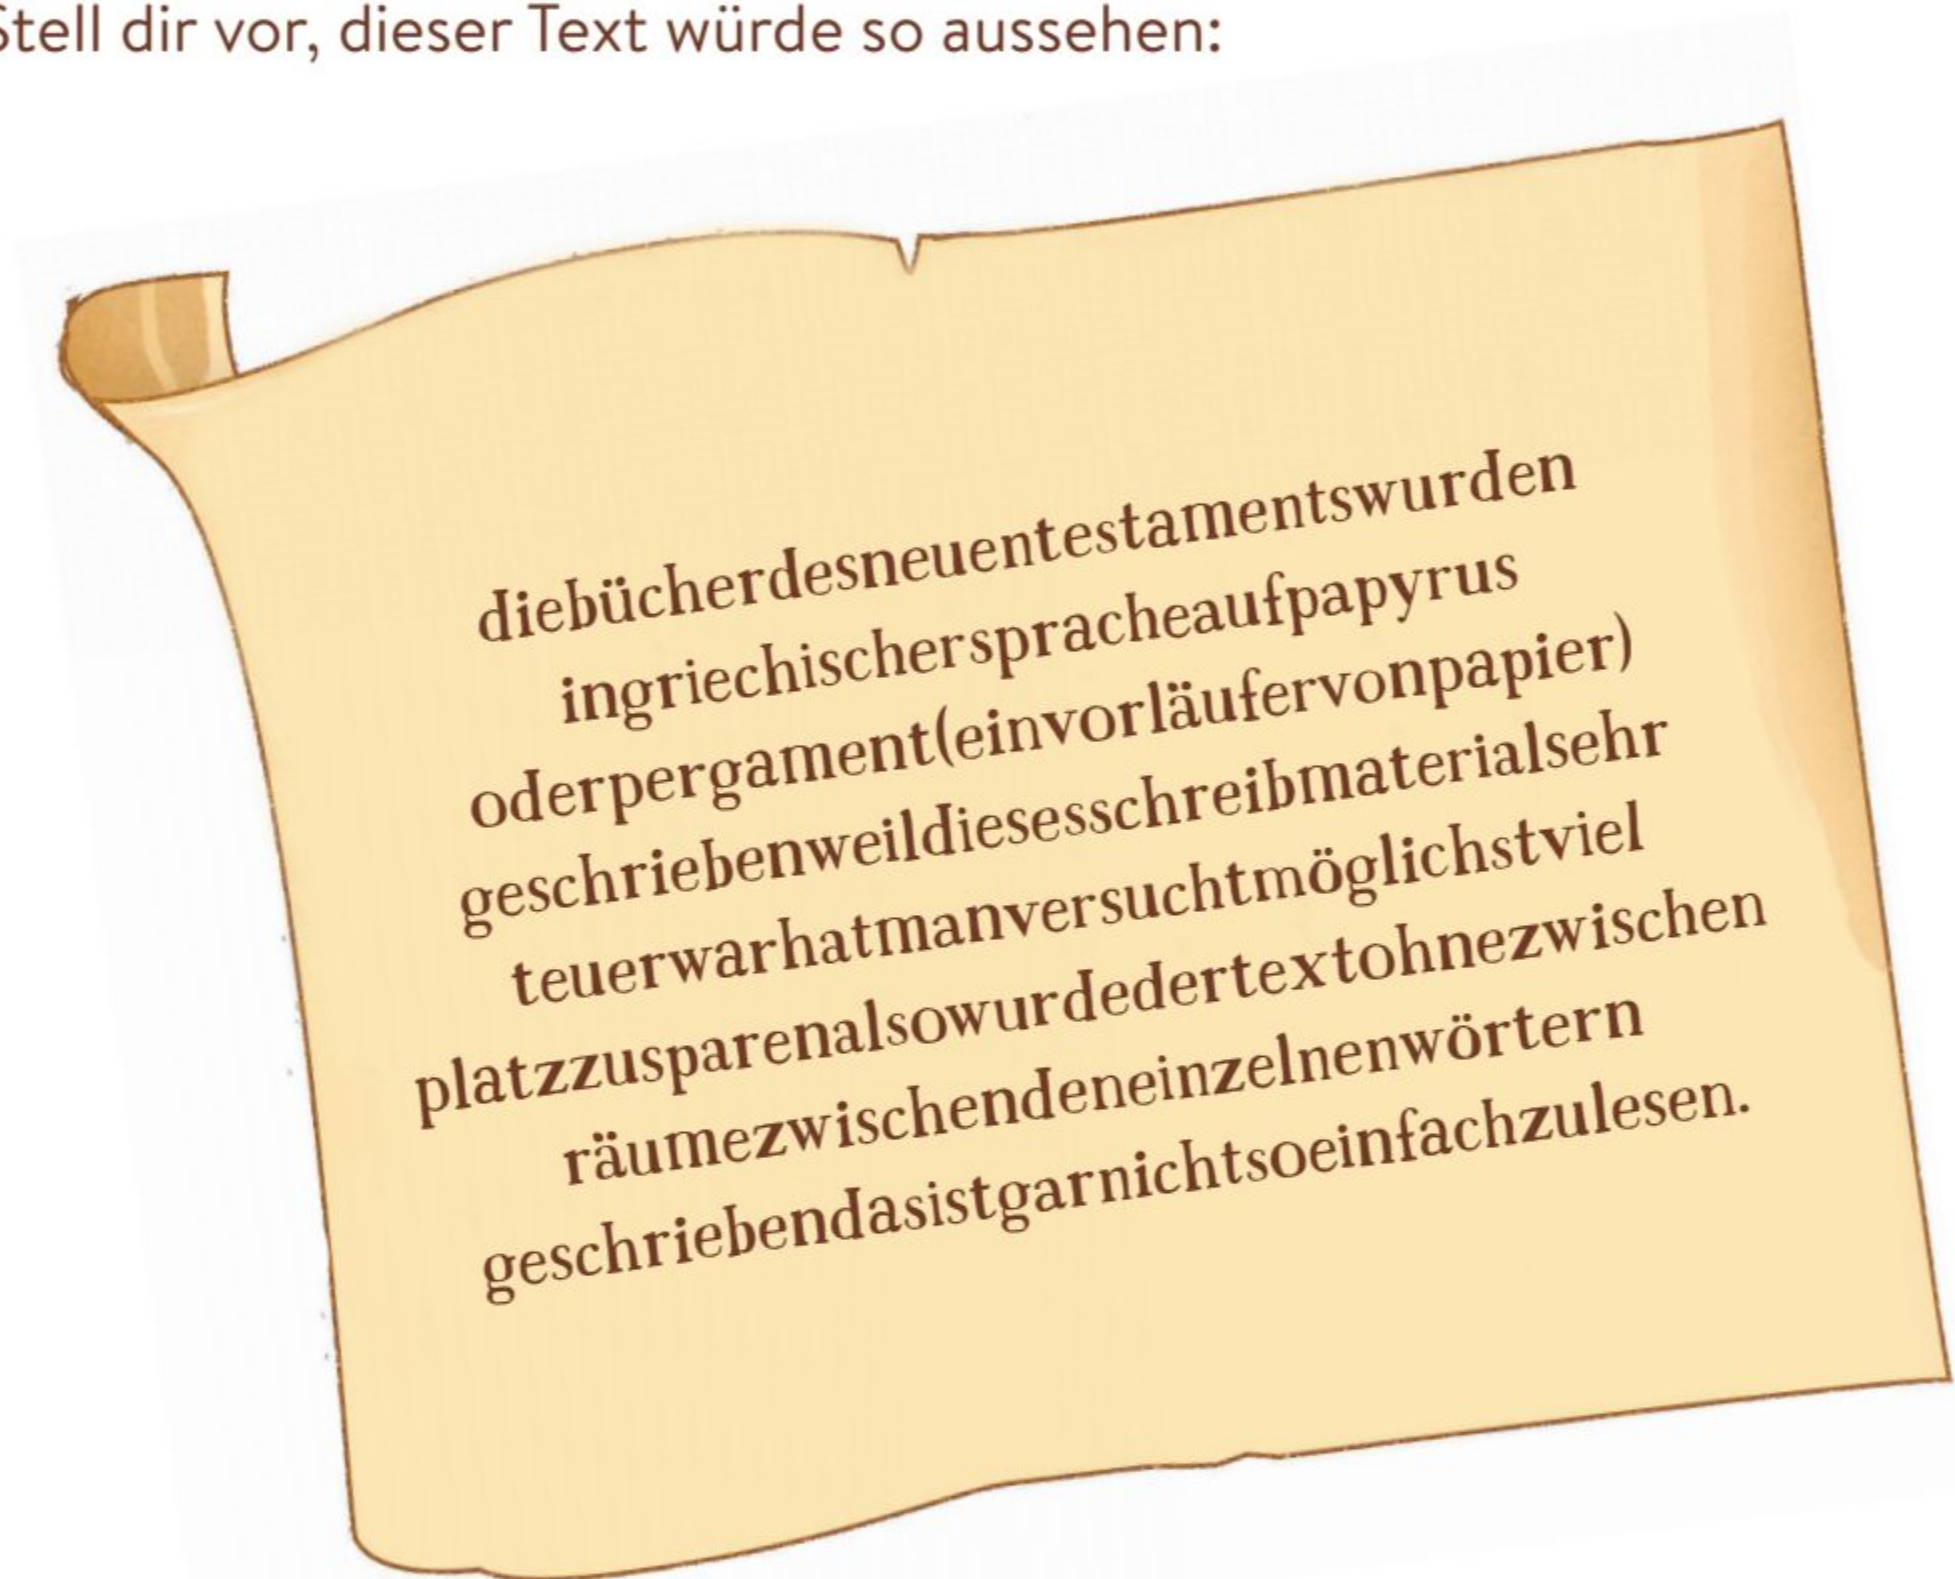 Stell dir vor, dieser Text würde so aussehen:
diebücherdesneuentestamentswurden
ingriechischerspracheaufpapyrus
oderpergament(einvorläufervonpapier)
geschriebenweildiesesschreibmaterialsehr
teuerwarhatmanversuchtmöglichstviel
platzzusparenalsowurdedertextohnezwischen
räumezwischendeneinzelnenwörtern
geschriebendasistgarnichtsoeinfachzulesen.